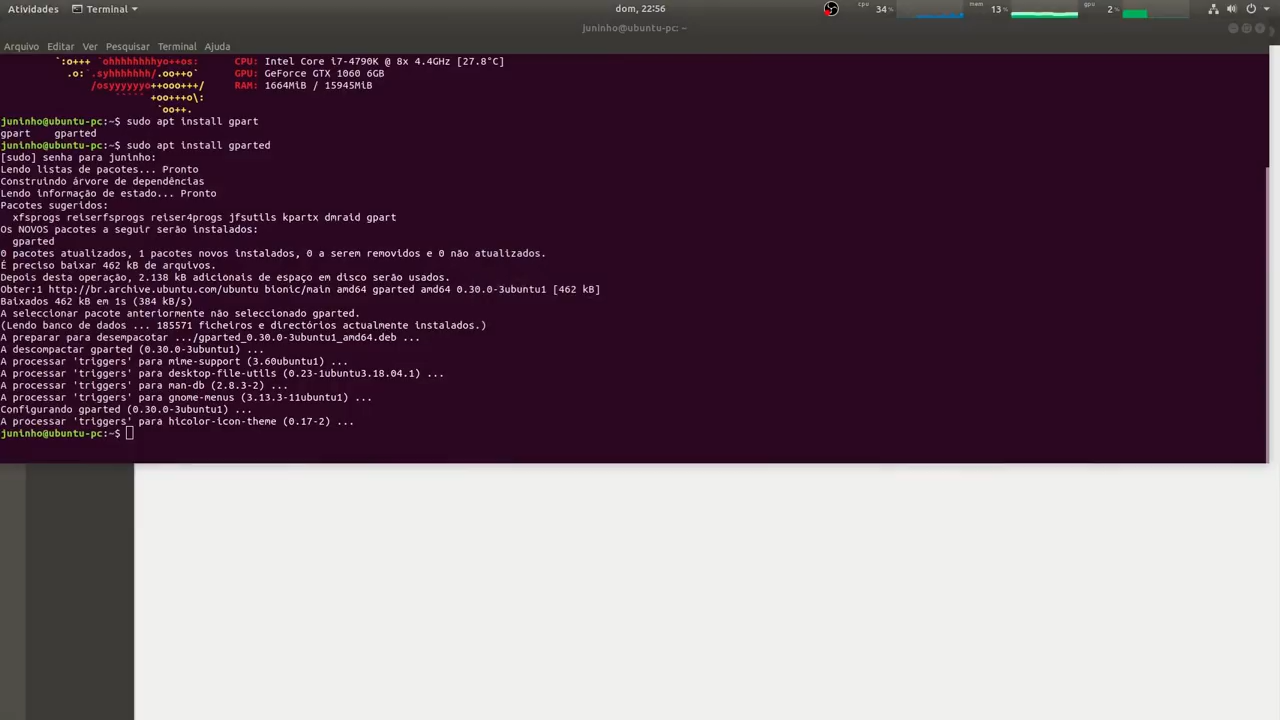 Atividades Terminal dom, 22:56 cpu 34% mem 13% gpu 2%
juninho@ubuntu-pc: ~
Arquivo Editar Ver Pesquisar Terminal Ajuda
`:o+++ `ohhhhhhhhyo++os: CPU: Intel Core i7-4790K @ 8x 4.4GHz [27.8°C]
.o:`.syhhhhhhh/.oo++o` GPU: GeForce GTX 1060 6GB
/osyyyyyyo++ooo+++/ RAM: 1664MiB / 15945MiB
````` +oo+++o\:
`oo++.
juninho@ubuntu-pc:~$ sudo apt install gpart
gpart gparted
juninho@ubuntu-pc:~$ sudo apt install gparted
[sudo] senha para juninho:
Lendo listas de pacotes... Pronto
Construindo árvore de dependências
Lendo informação de estado... Pronto
Pacotes sugeridos:
xfsprogs reiserfsprogs reiser4progs jfsutils kpartx dmraid gpart
Os NOVOS pacotes a seguir serão instalados:
gparted
0 pacotes atualizados, 1 pacotes novos instalados, 0 a serem removidos e 0 não atualizados.
É preciso baixar 462 kB de arquivos.
Depois desta operação, 2.138 kB adicionais de espaço em disco serão usados.
Obter:1 http://br.archive.ubuntu.com/ubuntu bionic/main amd64 gparted amd64 0.30.0-3ubuntu1 [462 kB]
Baixados 462 kB em 1s (384 kB/s)
A seleccionar pacote anteriormente não seleccionado gparted.
(Lendo banco de dados ... 185571 ficheiros e directórios actualmente instalados.)
A preparar para desempacotar .../gparted_0.30.0-3ubuntu1_amd64.deb ...
A descompactar gparted (0.30.0-3ubuntu1) ...
A processar 'triggers' para mime-support (3.60ubuntu1) ...
A processar 'triggers' para desktop-file-utils (0.23-1ubuntu3.18.04.1) ...
A processar 'triggers' para man-db (2.8.3-2) ...
A processar 'triggers' para gnome-menus (3.13.3-11ubuntu1) ...
Configurando gparted (0.30.0-3ubuntu1) ...
A processar 'triggers' para hicolor-icon-theme (0.17-2) ...
juninho@ubuntu-pc:~$